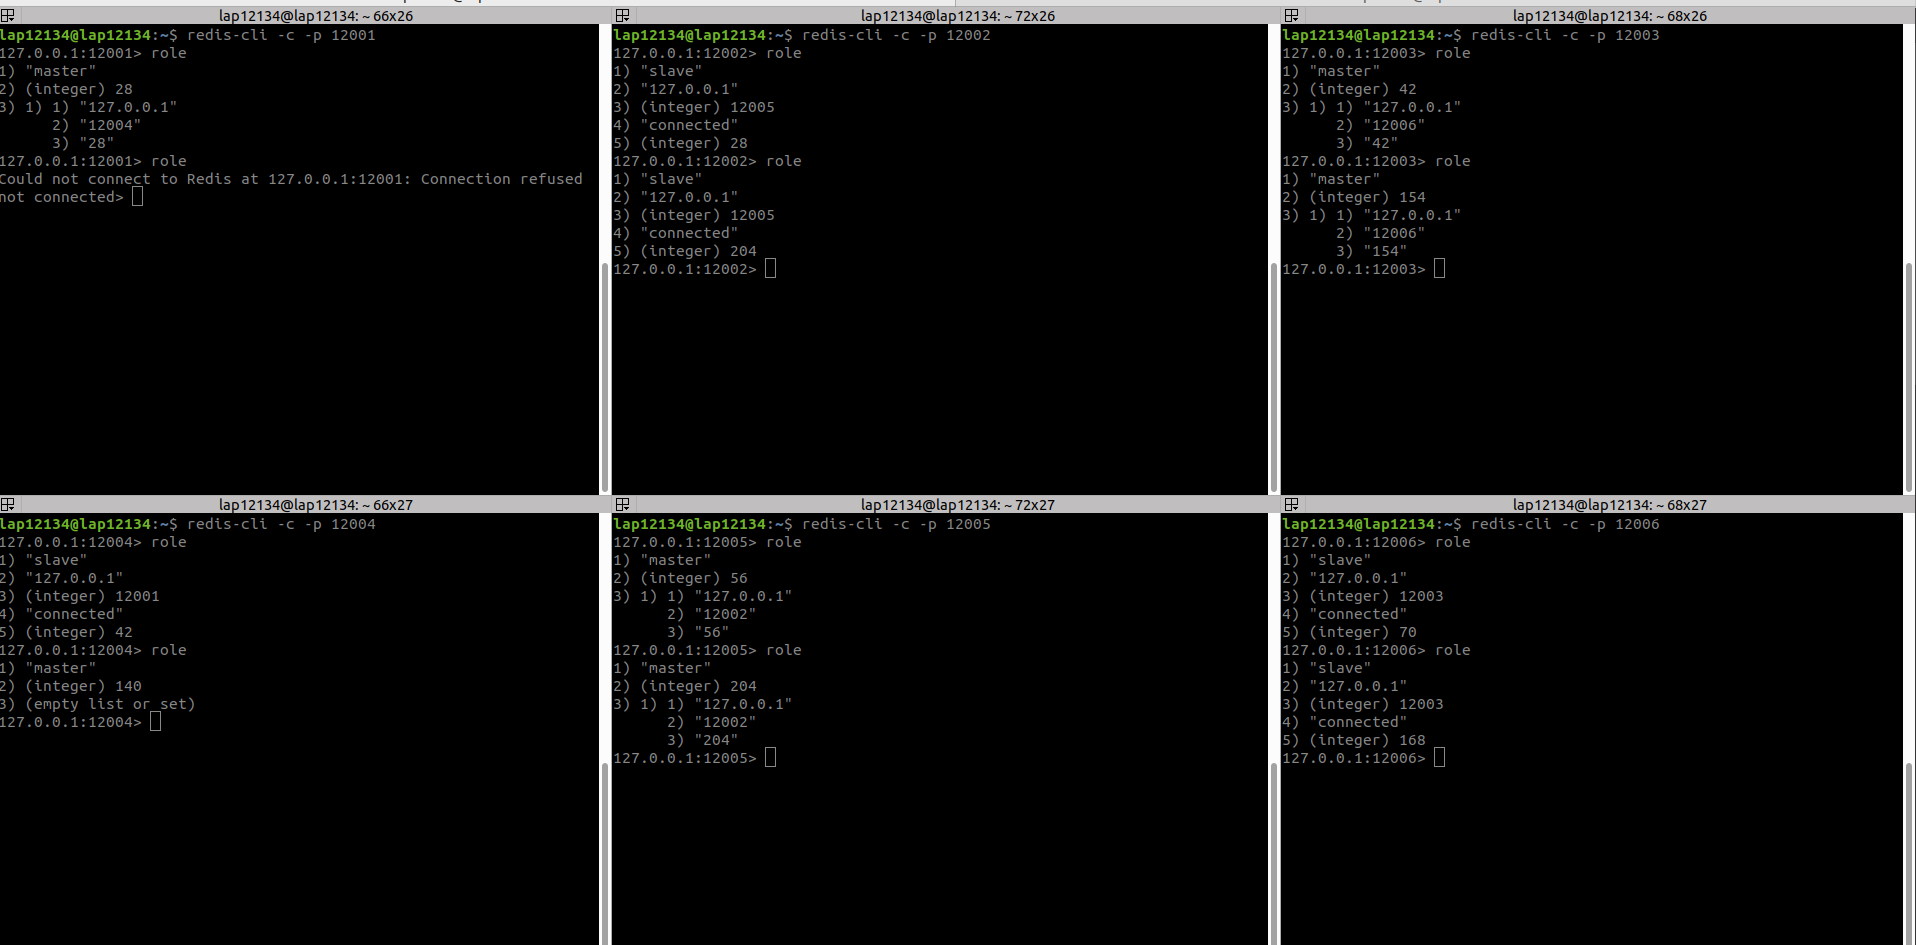 lap12134@lap12134: ~ 66x26
lap12134@lap12134:~$ redis-cli -c -p 12001
127.0.0.1:12001> role
1) "master"
2) (integer) 28
3) 1) 1) "127.0.0.1"
      2) "12004"
      3) "28"
127.0.0.1:12001> role
Could not connect to Redis at 127.0.0.1:12001: Connection refused
not connected>
lap12134@lap12134: ~ 72x26
lap12134@lap12134:~$ redis-cli -c -p 12002
127.0.0.1:12002> role
1) "slave"
2) "127.0.0.1"
3) (integer) 12005
4) "connected"
5) (integer) 28
127.0.0.1:12002> role
1) "slave"
2) "127.0.0.1"
3) (integer) 12005
4) "connected"
5) (integer) 204
127.0.0.1:12002>
lap12134@lap12134: ~ 68x26
lap12134@lap12134:~$ redis-cli -c -p 12003
127.0.0.1:12003> role
1) "master"
2) (integer) 42
3) 1) 1) "127.0.0.1"
      2) "12006"
      3) "42"
127.0.0.1:12003> role
1) "master"
2) (integer) 154
3) 1) 1) "127.0.0.1"
      2) "12006"
      3) "154"
127.0.0.1:12003>
lap12134@lap12134: ~ 66x27
lap12134@lap12134:~$ redis-cli -c -p 12004
127.0.0.1:12004> role
1) "slave"
2) "127.0.0.1"
3) (integer) 12001
4) "connected"
5) (integer) 42
127.0.0.1:12004> role
1) "master"
2) (integer) 140
3) (empty list or set)
127.0.0.1:12004>
lap12134@lap12134: ~ 72x27
lap12134@lap12134:~$ redis-cli -c -p 12005
127.0.0.1:12005> role
1) "master"
2) (integer) 56
3) 1) 1) "127.0.0.1"
      2) "12002"
      3) "56"
127.0.0.1:12005> role
1) "master"
2) (integer) 204
3) 1) 1) "127.0.0.1"
      2) "12002"
      3) "204"
127.0.0.1:12005>
lap12134@lap12134: ~ 68x27
lap12134@lap12134:~$ redis-cli -c -p 12006
127.0.0.1:12006> role
1) "slave"
2) "127.0.0.1"
3) (integer) 12003
4) "connected"
5) (integer) 70
127.0.0.1:12006> role
1) "slave"
2) "127.0.0.1"
3) (integer) 12003
4) "connected"
5) (integer) 168
127.0.0.1:12006>